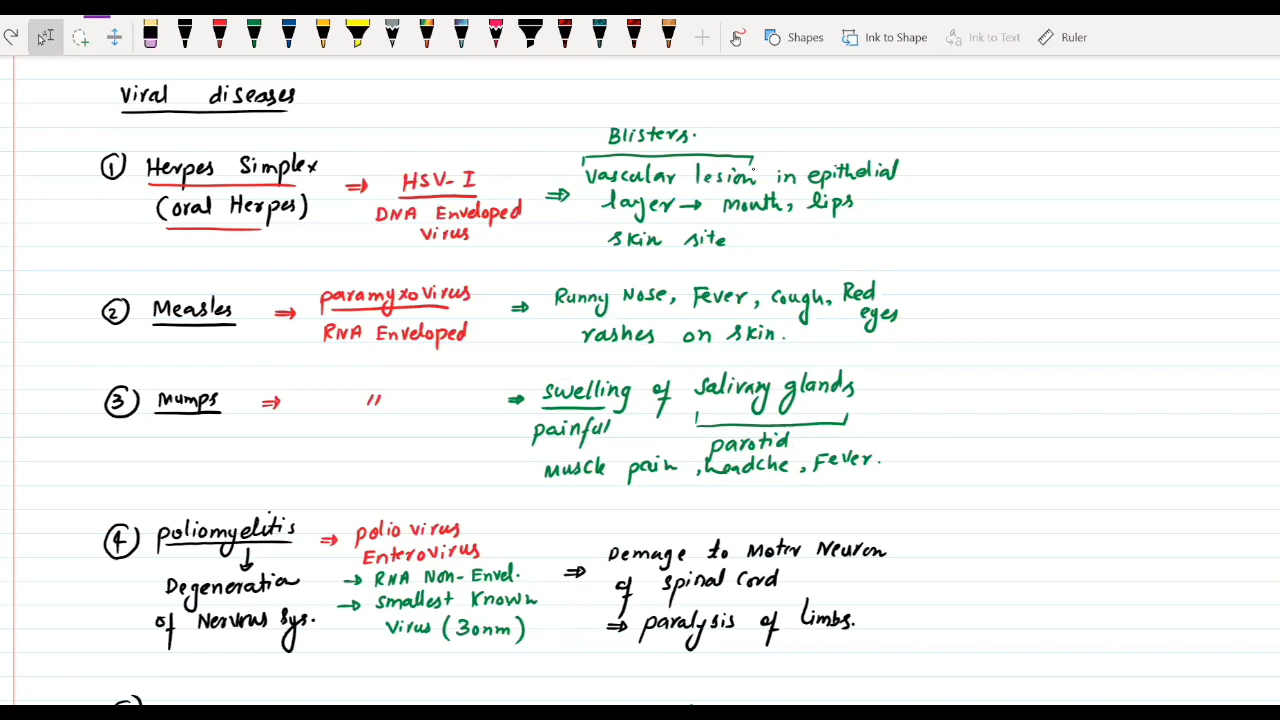 Shapes
Ink to Shape
Ink to Text
Ruler
Viral diseases
① Herpes Simplex
(oral Herpes)
⇒ HSV-I
DNA Enveloped
Virus
⇒ Blisters.
Vascular lesion in epithelial
layer → mouth, lips
skin site
② Measles ⇒ paramyxo virus
RNA Enveloped
⇒ Runny Nose, Fever, cough, Red
eyes
rashes on skin.
③ Mumps ⇒ "
⇒ swelling of salivary glands
painful
parotid
Muscle pain, headche, Fever.
④ poliomyelitis
↓
Degeneration
of Nervous Sys.
⇒ polio virus
Enterovirus
→ RNA Non-Envel.
→ smallest Known
Virus (30nm)
⇒ Demage to Motor Neuron
of spinal Cord
⇒ paralysis of limbs.